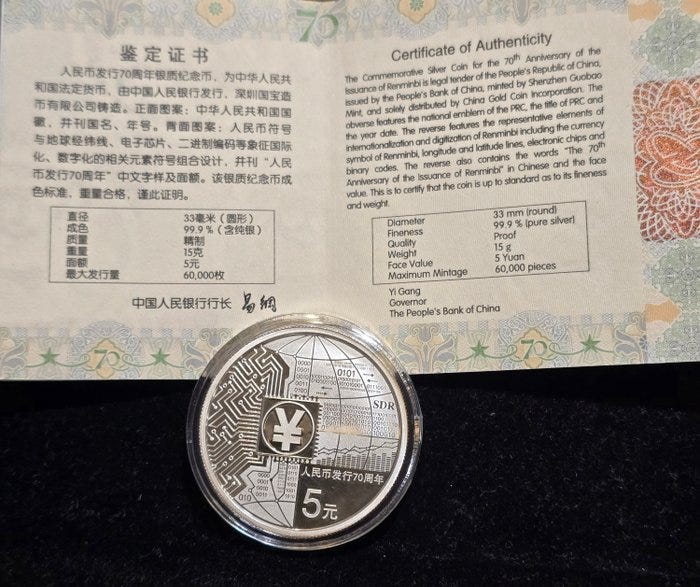 70
鉴定证书
人民币发行70周年银质纪念币，为中华人民共
和国法定货币，由中国人民银行发行，深圳国宝造
币有限公司铸造。正面图案：中华人民共和国国
徽，并刊国名、年号。背面图案：人民币符号
与地球经纬线、电子芯片、二进制编码等象征国际
化、数字化的相关元素符号组合设计，并刊“人民
币发行70周年”中文字样及面额。该银质纪念币成
色标准，重量合格，谨此证明。
直径 33毫米（圆形）
成色 99.9%（含纯银）
质量 精制
重量 15克
面额 5元
最大发行量 60,000枚
中国人民银行行长 易纲
70
Certificate of Authenticity
The Commemorative Silver Coin for the 70th Anniversary of the
Issuance of Renminbi is legal tender of the People's Republic of China,
issued by the People's Bank of China, minted by Shenzhen Guobao
Mint, and solely distributed by China Gold Coin Incorporation. The
obverse features the national emblem of the PRC, the title of PRC and
the year date. The reverse features the representative elements of
internationalization and digitization of Renminbi including the currency
symbol of Renminbi, longitude and latitude lines, electronic chips and
binary codes. The reverse also contains the words "The 70th
Anniversary of the Issuance of Renminbi" in Chinese and the face
value. This is to certify that the coin is up to standard as to its fineness
and weight.
Diameter 33 mm (round)
Fineness 99.9 % (pure silver)
Quality Proof
Weight 15 g
Face Value 5 Yuan
Maximum Mintage 60,000 pieces
Yi Gang
Governor
The People's Bank of China
70
0101
SDR
¥
人民币发行70周年
5元
010